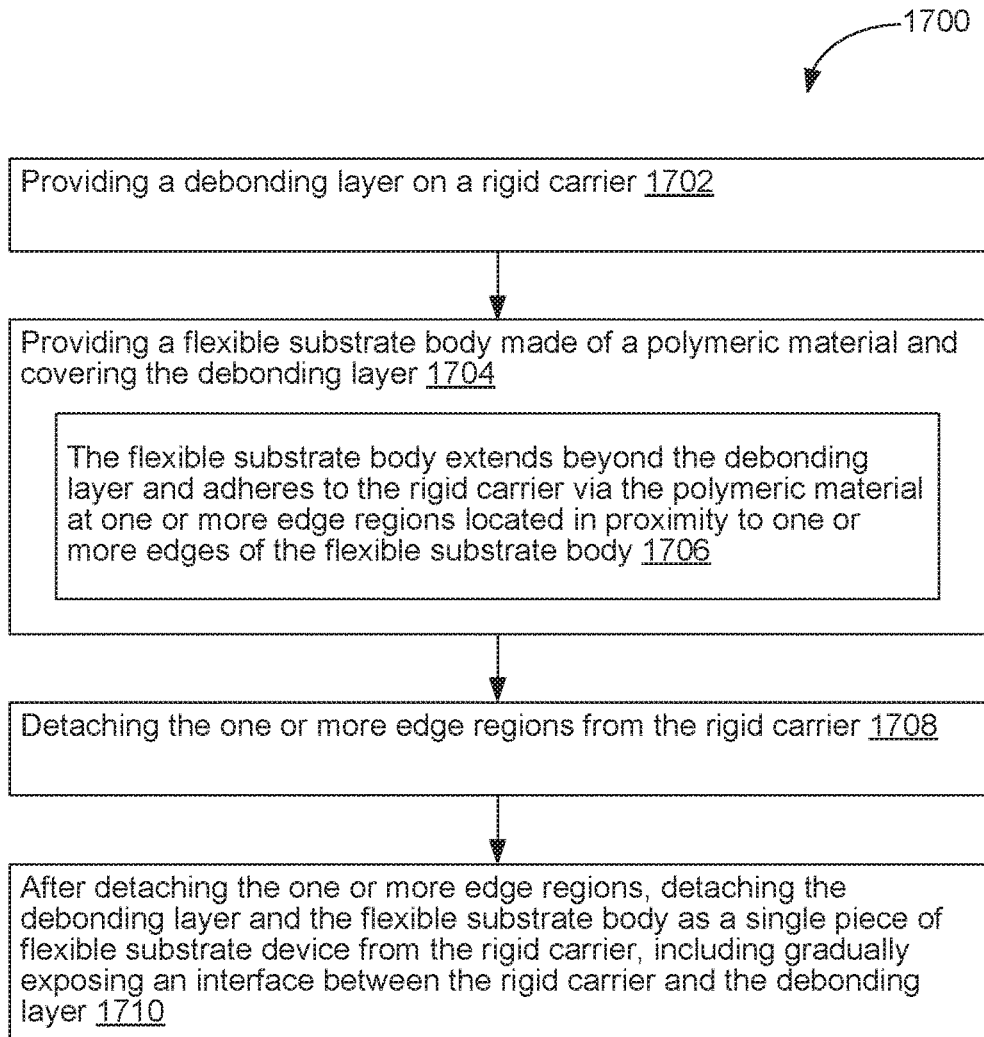 1700
Providing a debonding layer on a rigid carrier 1702
Providing a flexible substrate body made of a polymeric material and
covering the debonding layer 1704
The flexible substrate body extends beyond the debonding
layer and adheres to the rigid carrier via the polymeric material
at one or more edge regions located in proximity to one or
more edges of the flexible substrate body 1706
Detaching the one or more edge regions from the rigid carrier 1708
After detaching the one or more edge regions, detaching the
debonding layer and the flexible substrate body as a single piece of
flexible substrate device from the rigid carrier, including gradually
exposing an interface between the rigid carrier and the debonding
layer 1710